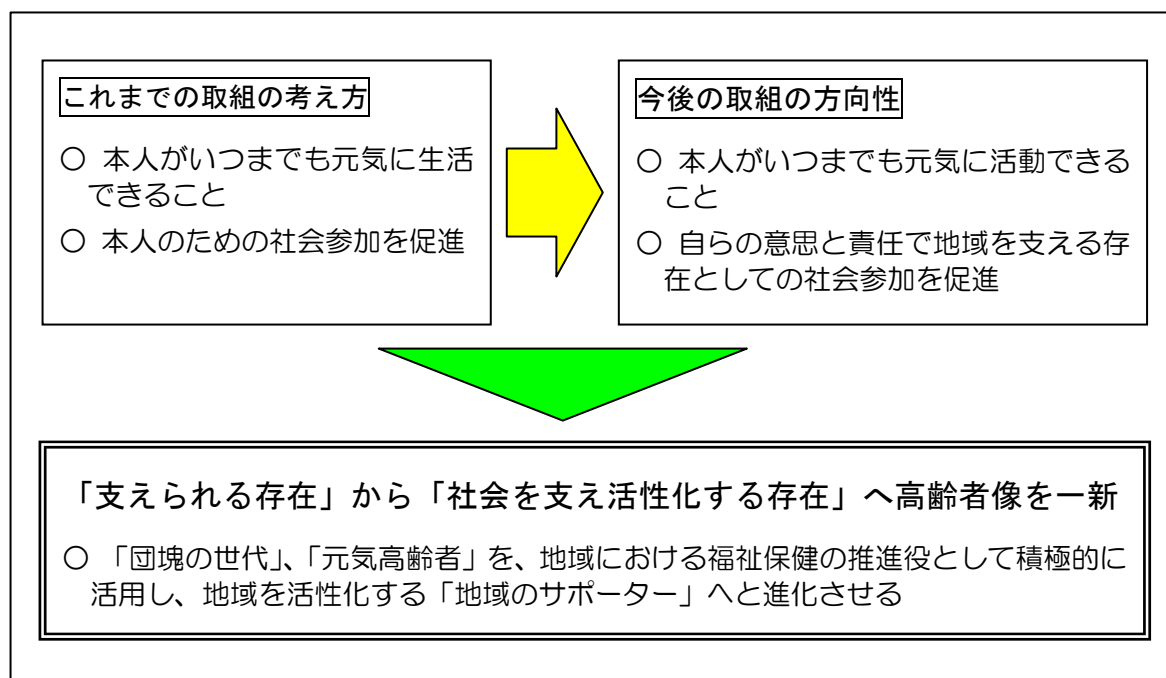 これまでの取組の考え方
○ 本人がいつまでも元気に生活
できること
○ 本人のための社会参加を促進
今後の取組の方向性
○ 本人がいつまでも元気に活動できる
こと
○ 自らの意思と責任で地域を支える存
在としての社会参加を促進
「支えられる存在」から「社会を支え活性化する存在」へ高齢者像を一新
○ 「団塊の世代」、「元気高齢者」を、地域における福祉保健の推進役として積極的に
活用し、地域を活性化する「地域のサポーター」へと進化させる